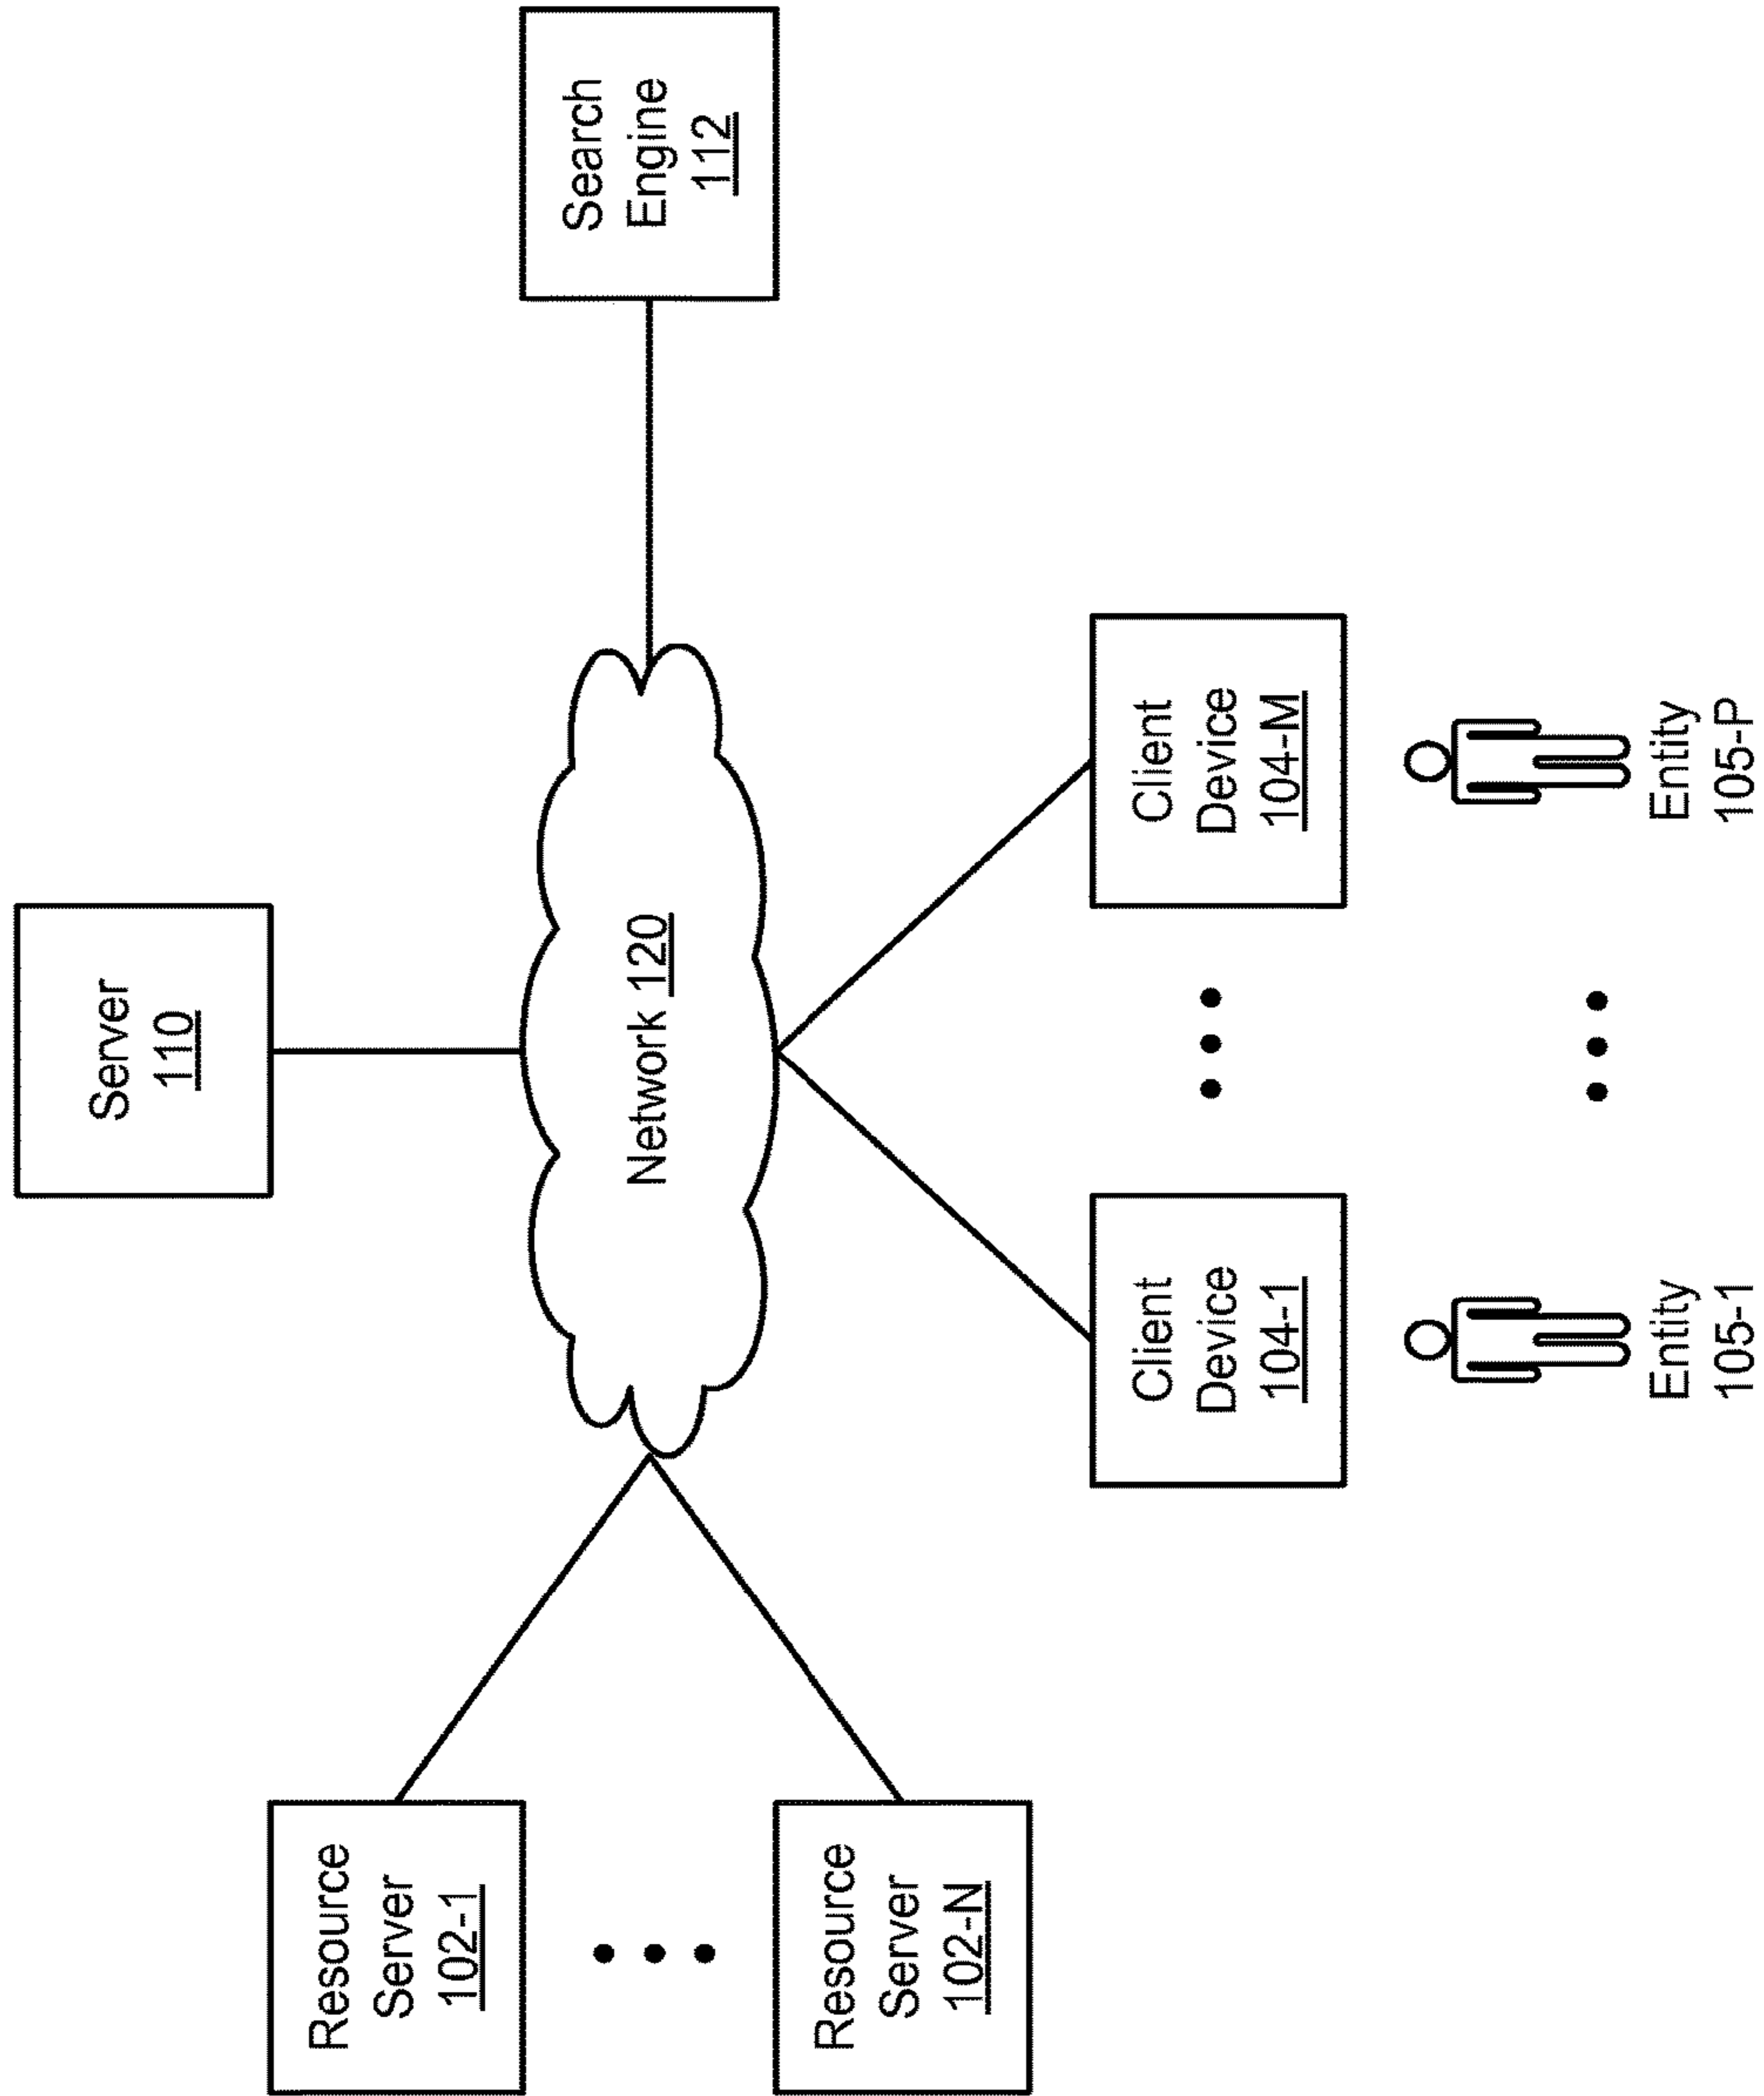 Server
110
Resource
Server
102-1
Resource
Server
102-N
Network 120
Search
Engine
112
Client
Device
104-1
Client
Device
104-M
Entity
105-1
Entity
105-P